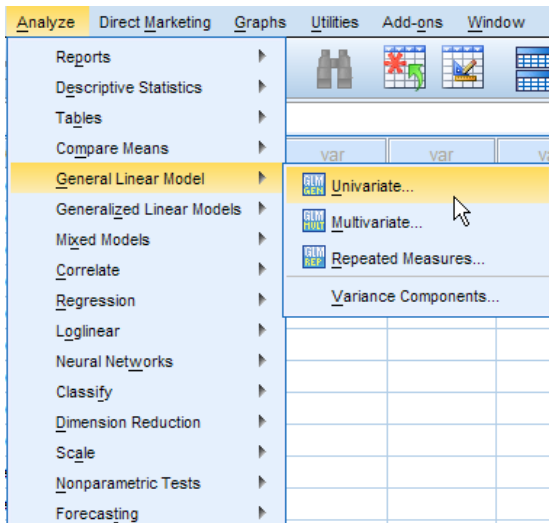 Analyze Direct Marketing Graphs Utilities Add-ons Window
Reports
Descriptive Statistics
Tables
Compare Means
var var va
General Linear Model
GLM GEN Univariate...
Generalized Linear Models
GLM MULT Multivariate...
Mixed Models
GLM REP Repeated Measures...
Correlate
Variance Components...
Regression
Loglinear
Neural Networks
Classify
Dimension Reduction
Scale
Nonparametric Tests
Forecasting